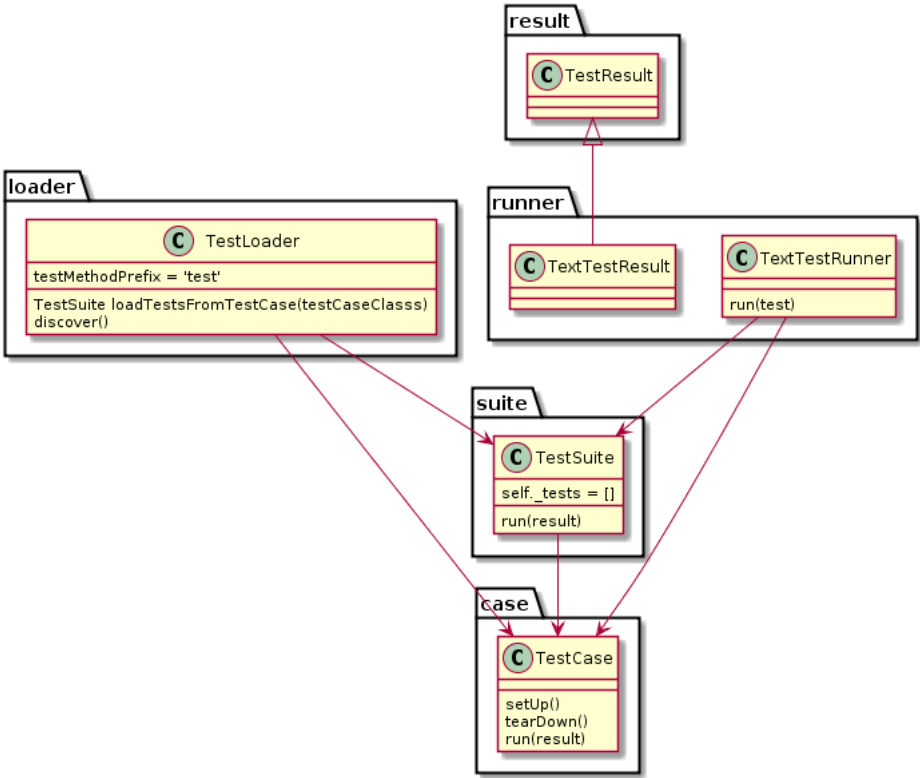 result
C TestResult
loader
C TestLoader
testMethodPrefix = 'test'
TestSuite loadTestsFromTestCase(testCaseClasss)
discover()
runner
C TextTestResult
C TextTestRunner
run(test)
suite
C TestSuite
self._tests = []
run(result)
case
C TestCase
setUp()
tearDown()
run(result)